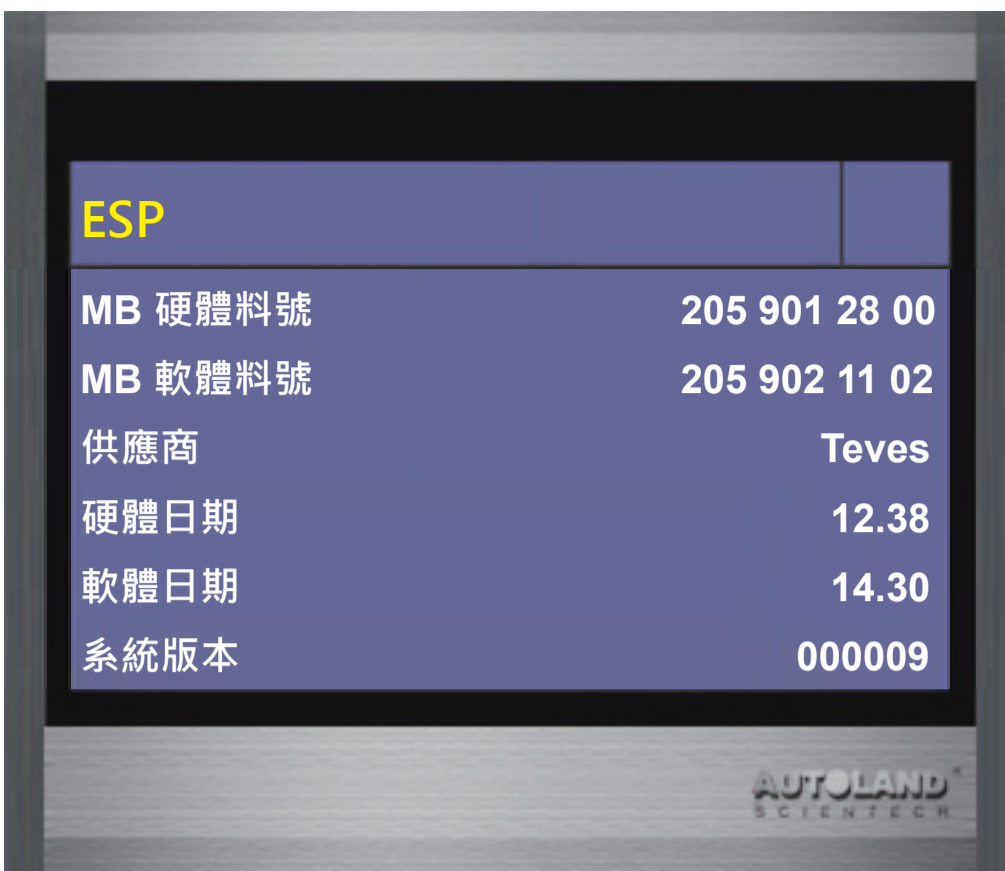 ESP
MB 硬體料號 205 901 28 00
MB 軟體料號 205 902 11 02
供應商 Teves
硬體日期 12.38
軟體日期 14.30
系統版本 000009
AUTOLAND
SCIENTECH